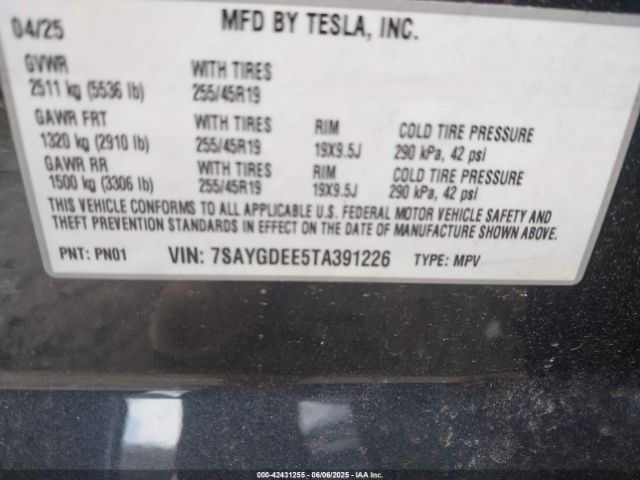 04/25 MFD BY TESLA, INC.
GVWR WITH TIRES
2511 kg (5536 lb) 255/45R19
GAWR FRT WITH TIRES RIM COLD TIRE PRESSURE
1320 kg (2910 lb) 255/45R19 19X9.5J 290 kPa, 42 psi
GAWR RR WITH TIRES RIM COLD TIRE PRESSURE
1500 kg (3306 lb) 255/45R19 19X9.5J 290 kPa, 42 psi
THIS VEHICLE CONFORMS TO ALL APPLICABLE U.S. FEDERAL MOTOR VEHICLE SAFETY AND
THEFT PREVENTION STANDARDS IN EFFECT ON THE DATE OF MANUFACTURE SHOWN ABOVE.
PNT: PN01 VIN: 7SAYGDEE5TA391226 TYPE: MPV
000-42431255 - 06/06/2025 - IAA Inc.